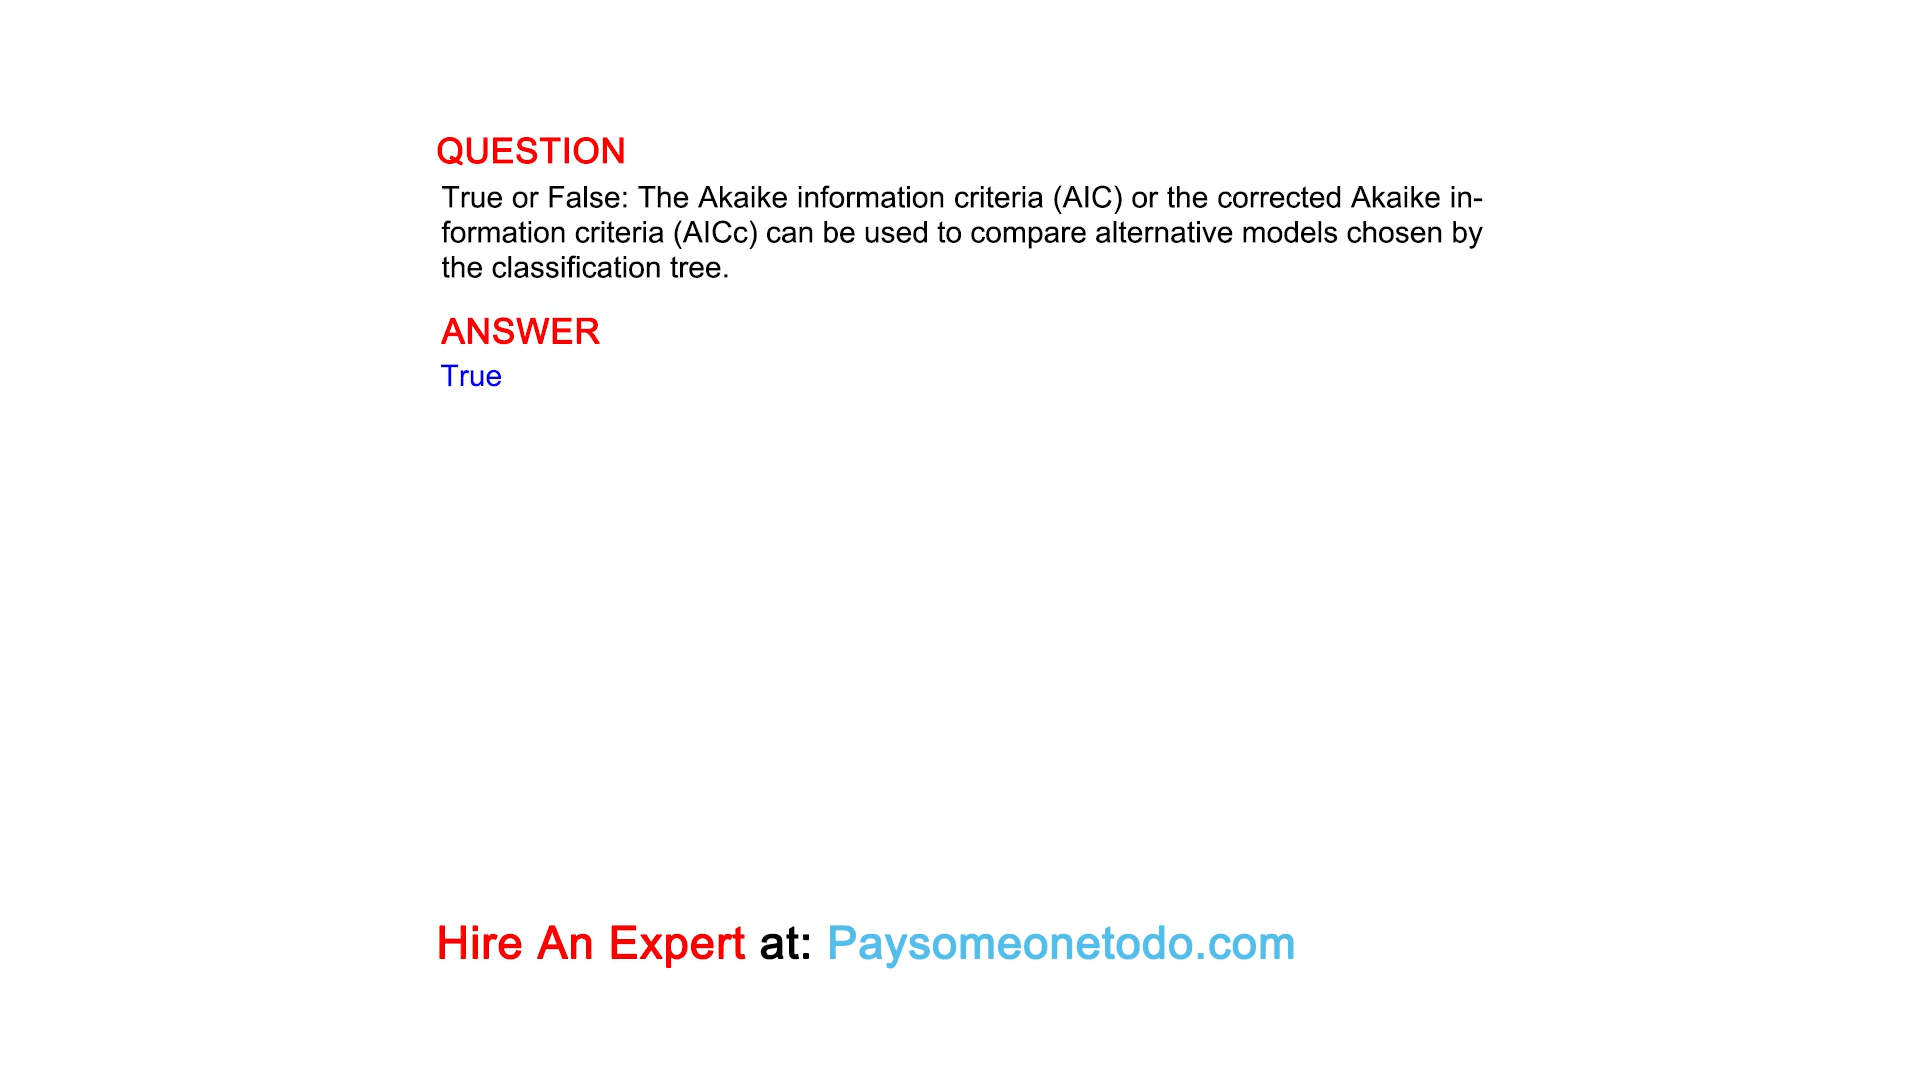 QUESTION
True or False: The Akaike information criteria (AIC) or the corrected Akaike in-
formation criteria (AICc) can be used to compare alternative models chosen by
the classification tree.
ANSWER
True
Hire An Expert at: Paysomeonetodo.com